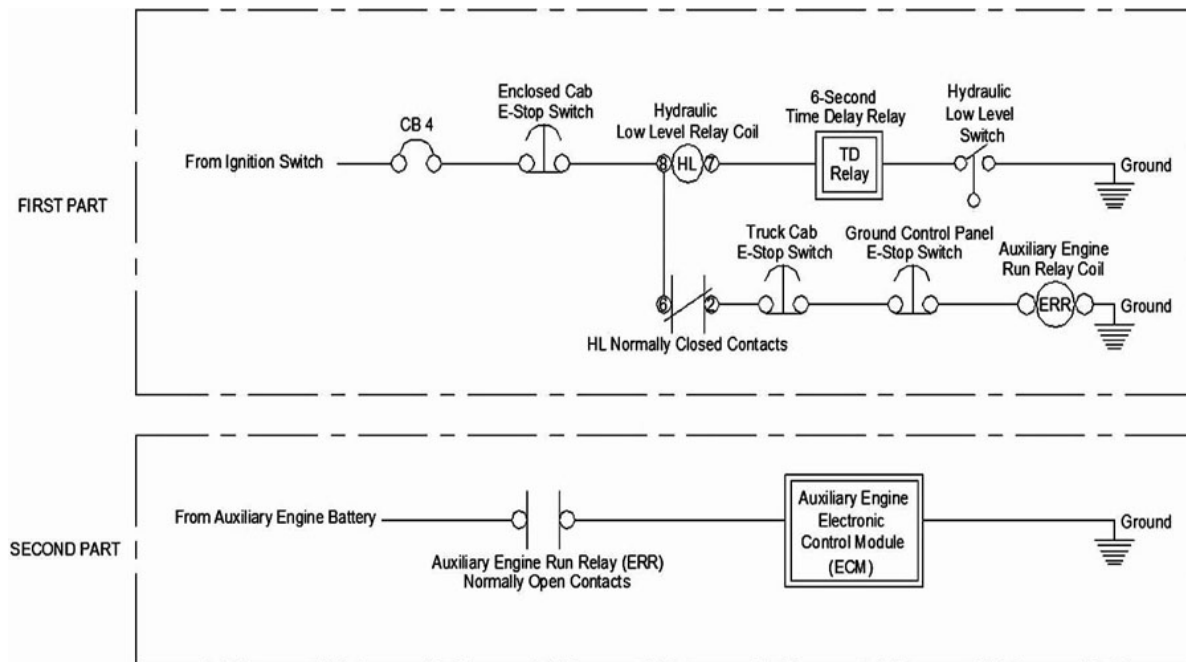 Enclosed Cab
E-Stop Switch
Hydraulic
Low Level Relay Coil
6-Second
Time Delay Relay
Hydraulic
Low Level
Switch
CB 4
From Ignition Switch
8
HL
7
TD
Relay
Ground
FIRST PART
Truck Cab
E-Stop Switch
Ground Control Panel
E-Stop Switch
Auxiliary Engine
Run Relay Coil
6
2
ERR
Ground
HL Normally Closed Contacts
From Auxiliary Engine Battery
Auxiliary Engine
Electronic
Control Module
(ECM)
Ground
SECOND PART
Auxiliary Engine Run Relay (ERR)
Normally Open Contacts